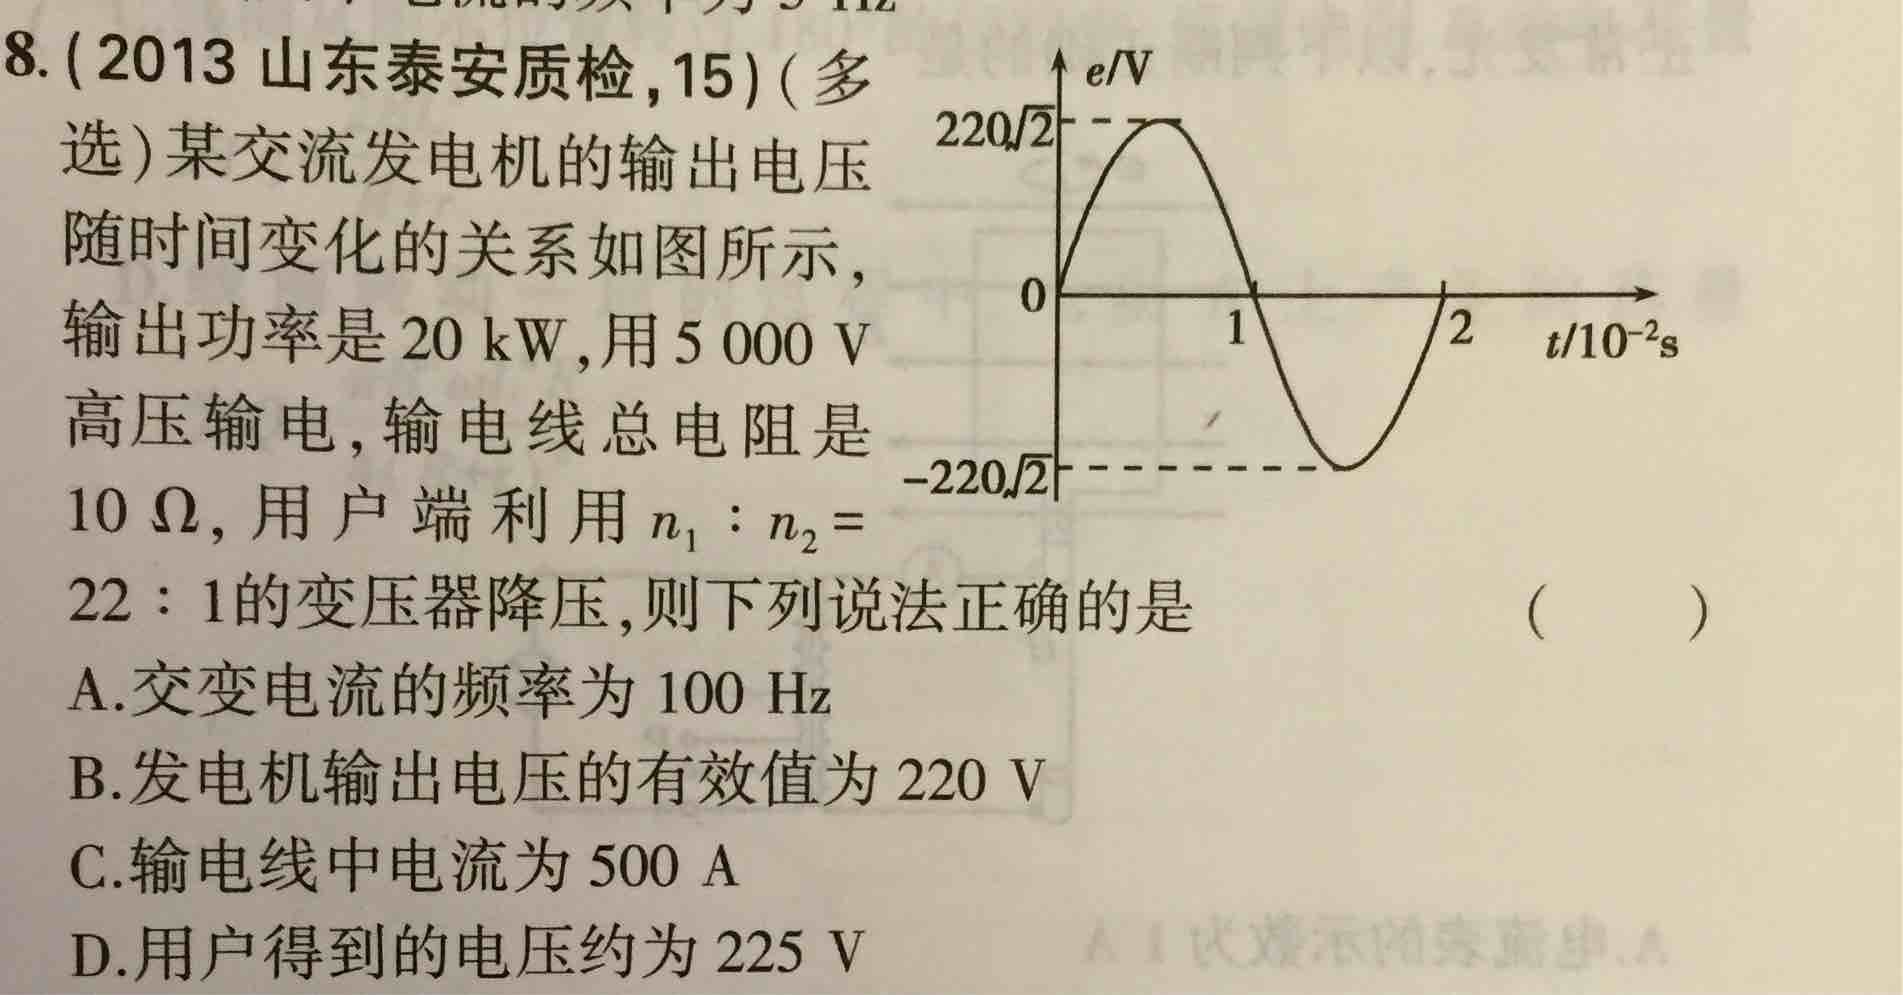 8.(2013 山东泰安质检,15)(多
选)某交流发电机的输出电压
随时间变化的关系如图所示,
输出功率是 20 kW,用 5 000 V
高压输电,输电线总电阻是
10 Ω,用户端利用 n₁∶n₂=
22∶1的变压器降压,则下列说法正确的是 (  )
A.交变电流的频率为 100 Hz
B.发电机输出电压的有效值为 220 V
C.输电线中电流为 500 A
D.用户得到的电压约为 225 V
e/V
220√2
0
1
2
t/10⁻²s
-220√2